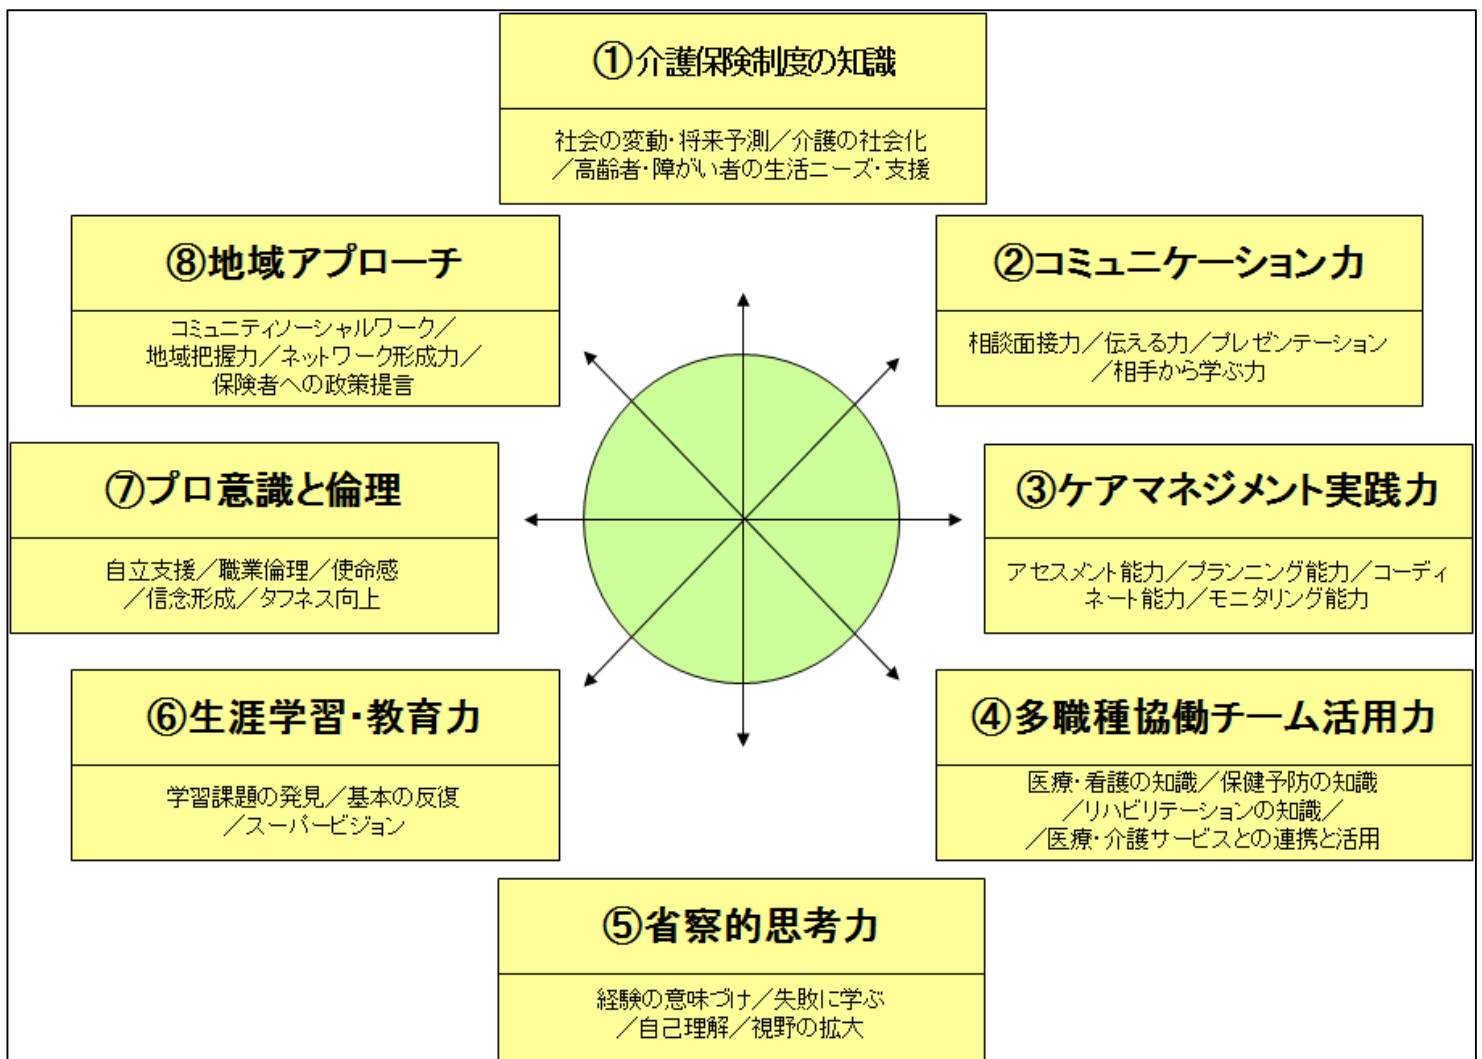 ①介護保険制度の知識
社会の変動・将来予測／介護の社会化
／高齢者・障がい者の生活ニーズ・支援
②コミュニケーション力
相談面接力／伝える力／プレゼンテーション
／相手から学ぶ力
③ケアマネジメント実践力
アセスメント能力／プランニング能力／コーディ
ネート能力／モニタリング能力
④多職種協働チーム活用力
医療・看護の知識／保健予防の知識
／リハビリテーションの知識／
／医療・介護サービスとの連携と活用
⑤省察的思考力
経験の意味づけ／失敗に学ぶ
／自己理解／視野の拡大
⑥生涯学習・教育力
学習課題の発見／基本の反復
／スーパービジョン
⑦プロ意識と倫理
自立支援／職業倫理／使命感
／信念形成／タフネス向上
⑧地域アプローチ
コミュニティソーシャルワーク／
地域把握力／ネットワーク形成力／
保険者への政策提言